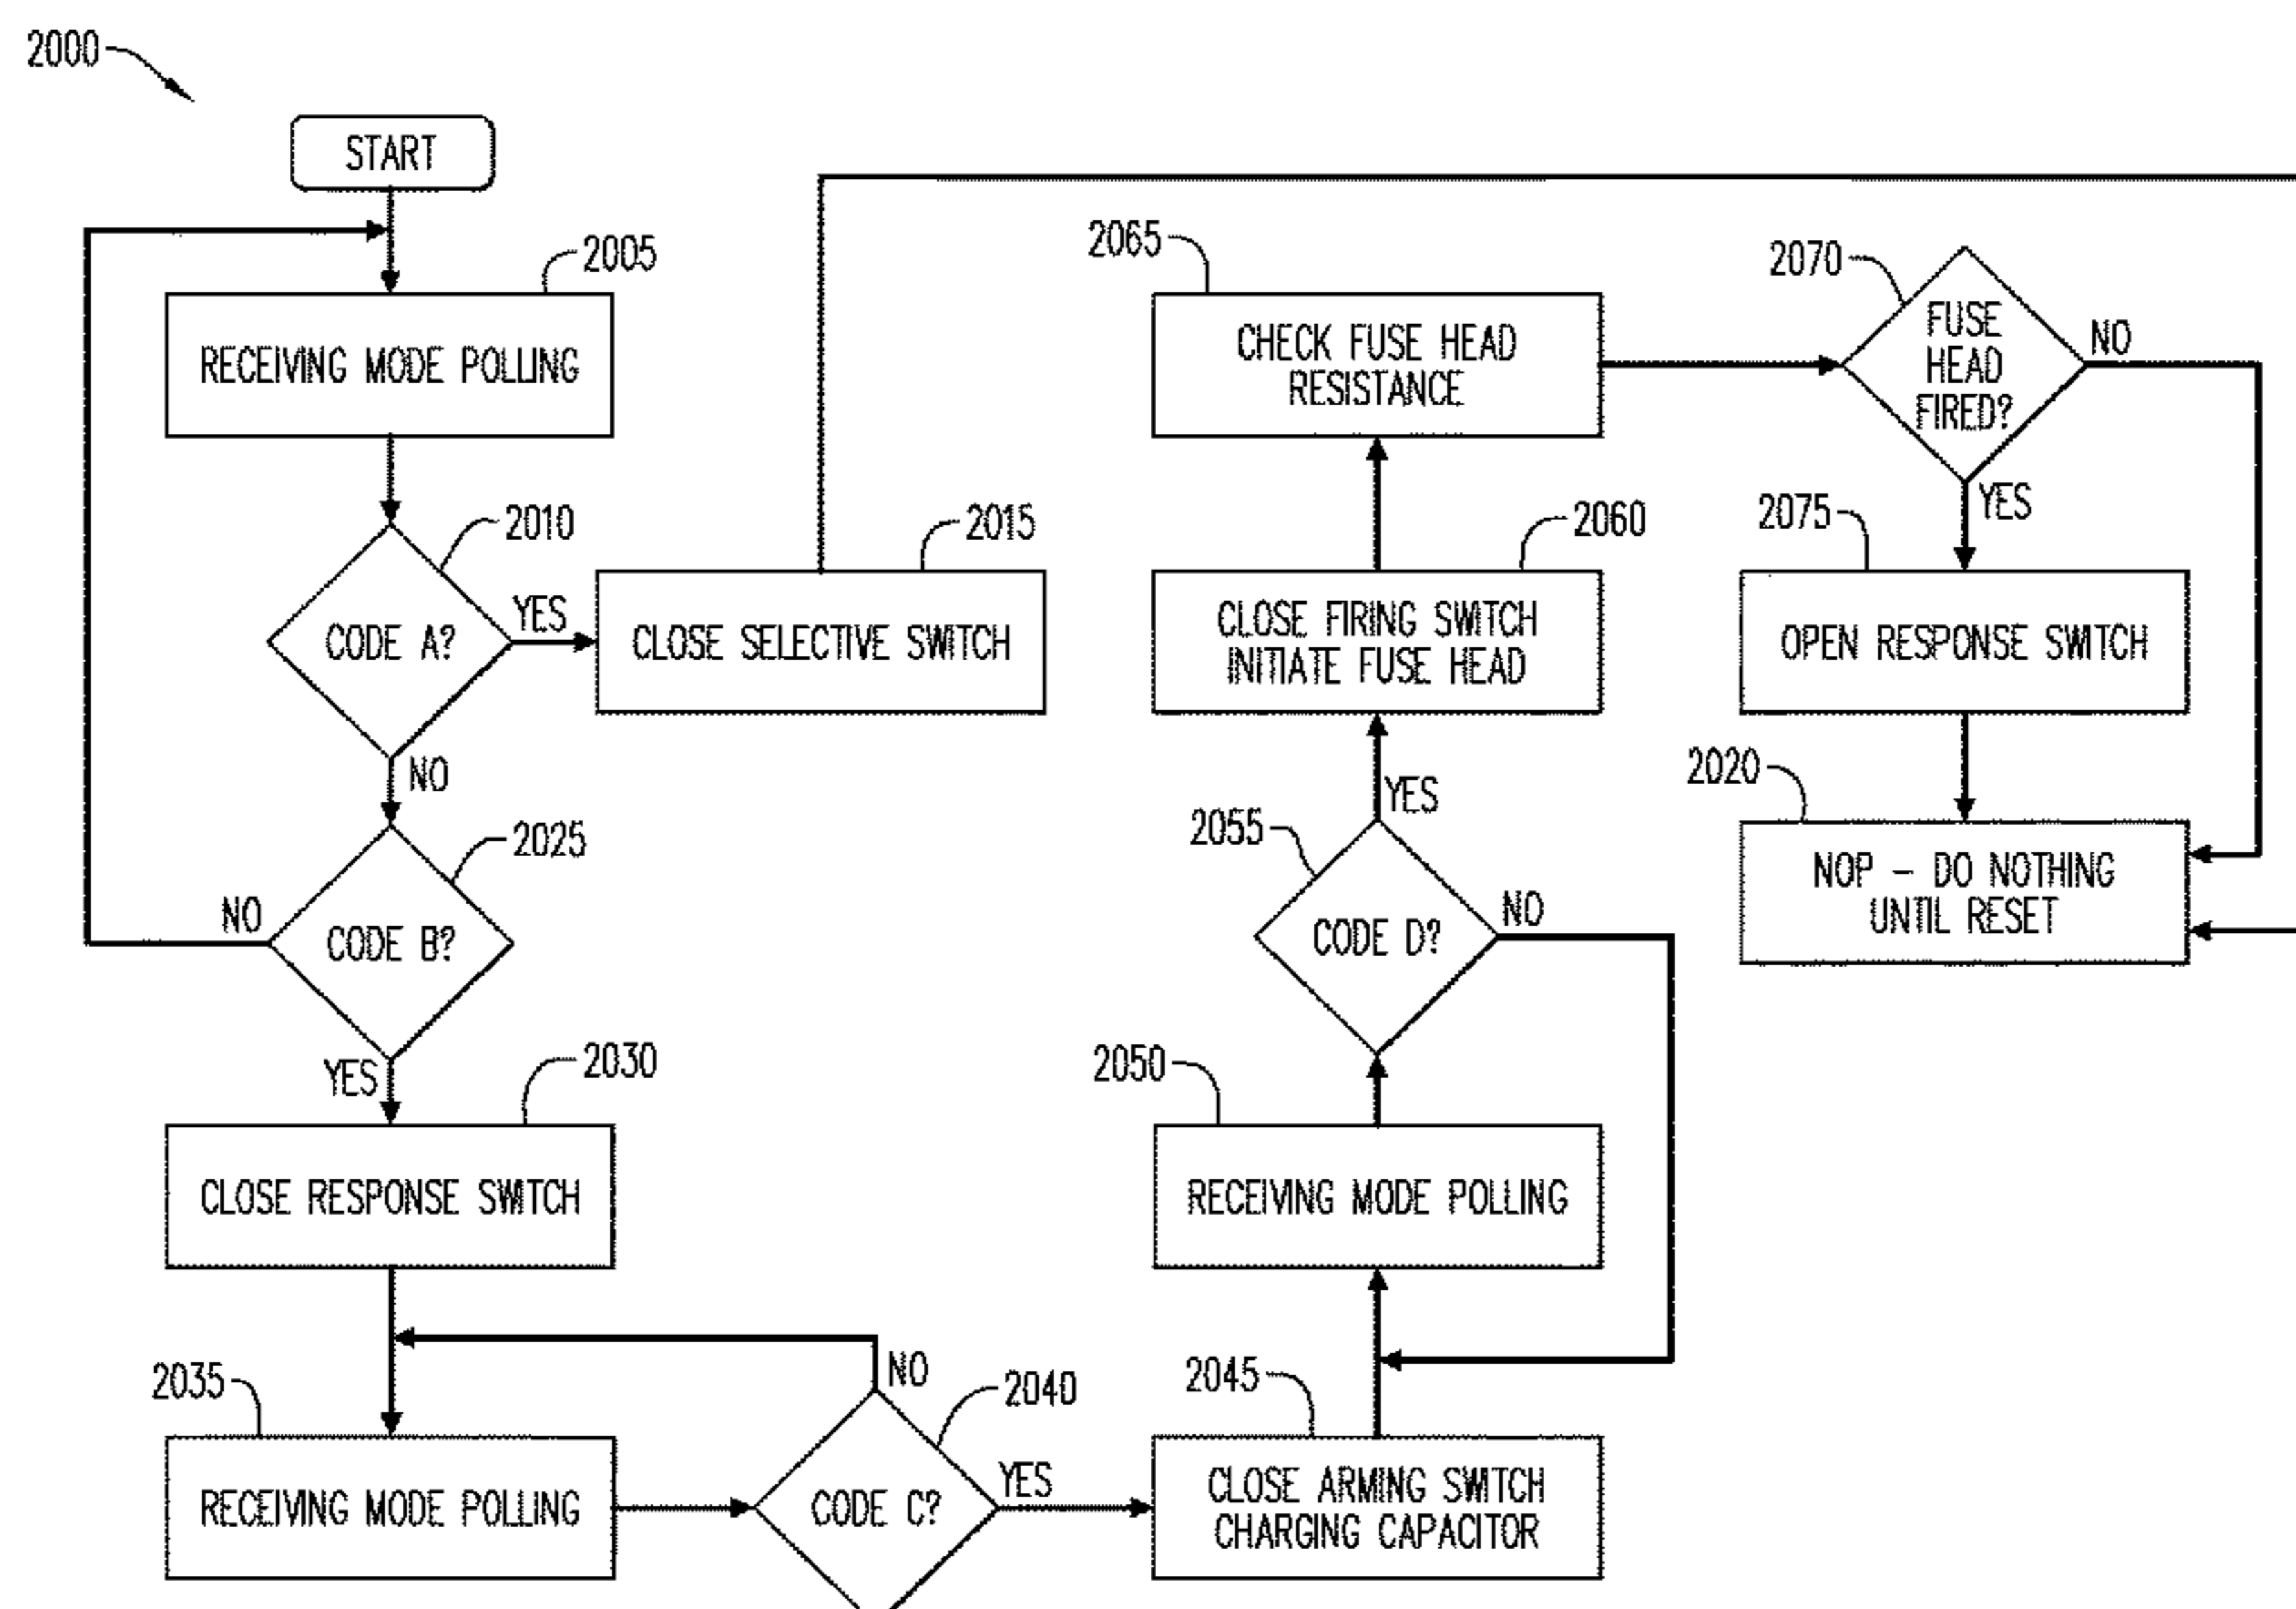 2000
START
2005
RECEIVING MODE POLLING
2010
CODE A?
YES
2015
CLOSE SELECTIVE SWITCH
NO
2025
CODE B?
NO
YES
2030
CLOSE RESPONSE SWITCH
2035
RECEIVING MODE POLLING
NO
2040
CODE C?
YES
2045
CLOSE ARMING SWITCH
CHARGING CAPACITOR
2050
RECEIVING MODE POLLING
2055
CODE D?
NO
YES
2060
CLOSE FIRING SWITCH
INITIATE FUSE HEAD
2065
CHECK FUSE HEAD
RESISTANCE
2070
FUSE
HEAD
FIRED?
NO
YES
2075
OPEN RESPONSE SWITCH
2020
NOP – DO NOTHING
UNTIL RESET